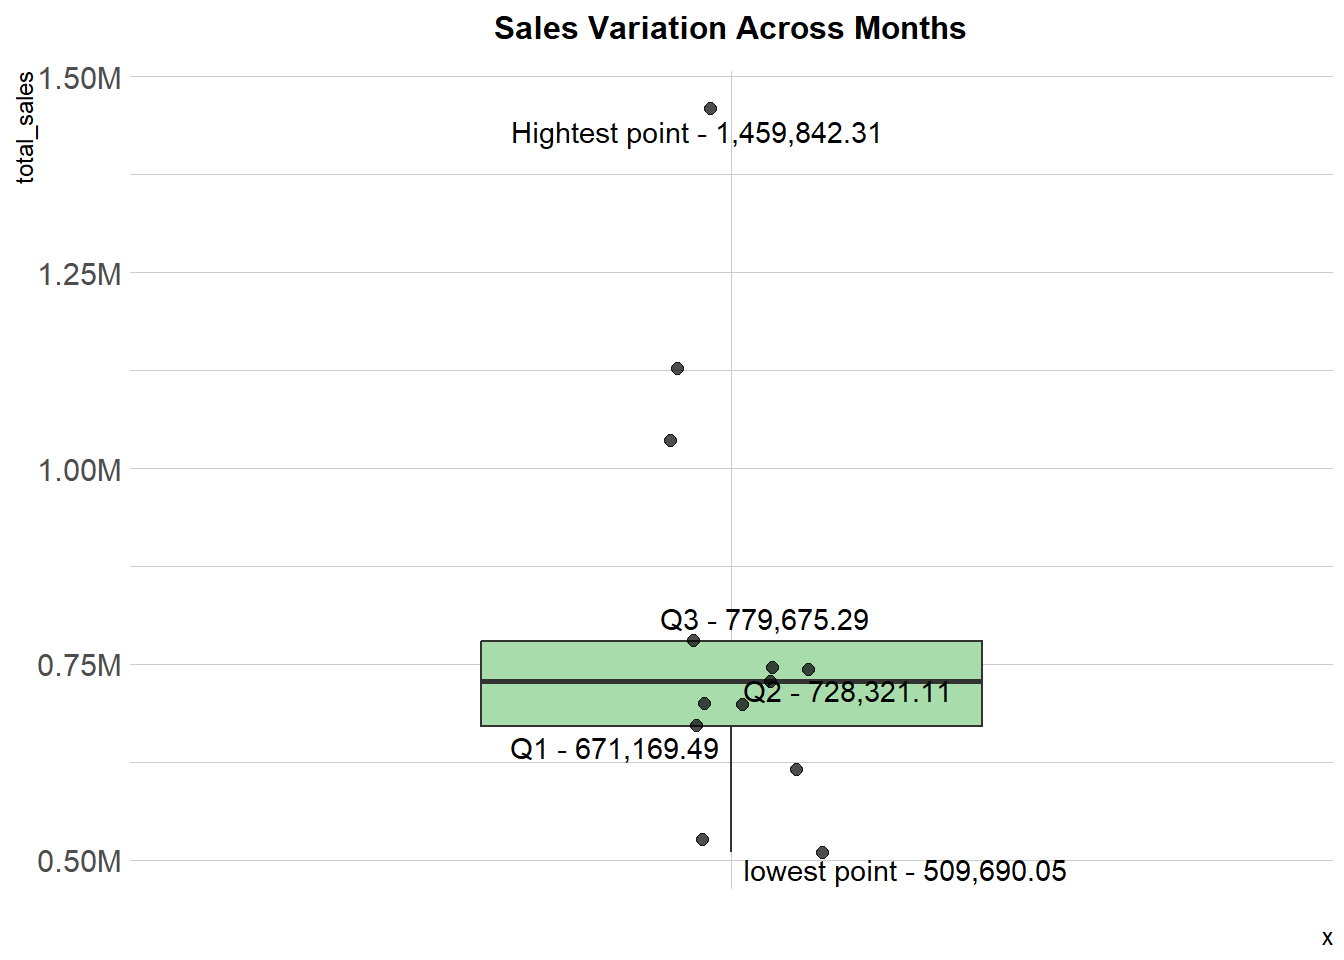 Sales Variation Across Months
total_sales
1.50M
Hightest point - 1,459,842.31
1.25M
1.00M
Q3 - 779,675.29
0.75M
Q2 - 728,321.11
Q1 - 671,169.49
0.50M
lowest point - 509,690.05
x